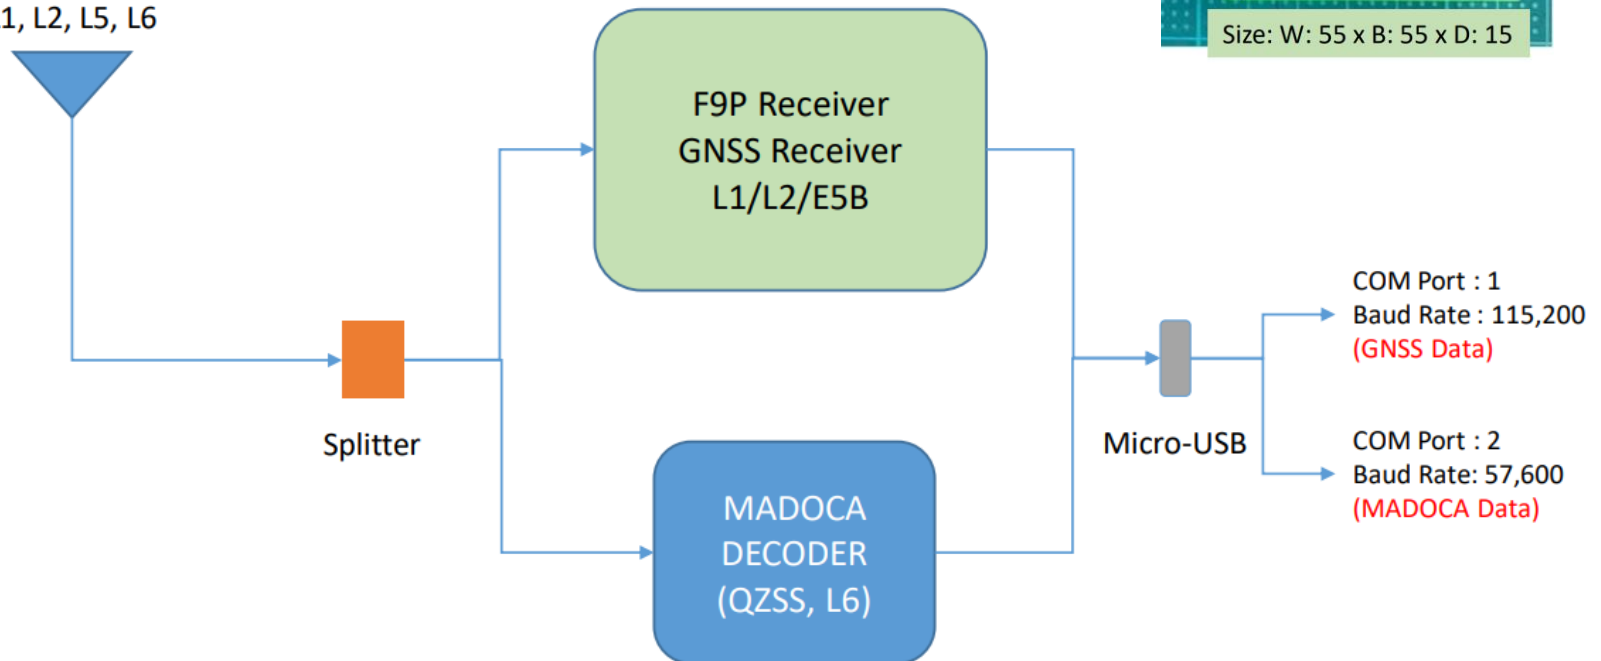 1, L2, L5, L6
Size: W: 55 x B: 55 x D: 15
F9P Receiver
GNSS Receiver
L1/L2/E5B
COM Port : 1
Baud Rate : 115,200
(GNSS Data)
Splitter
Micro-USB
COM Port : 2
Baud Rate: 57,600
(MADOCA Data)
MADOCA
DECODER
(QZSS, L6)